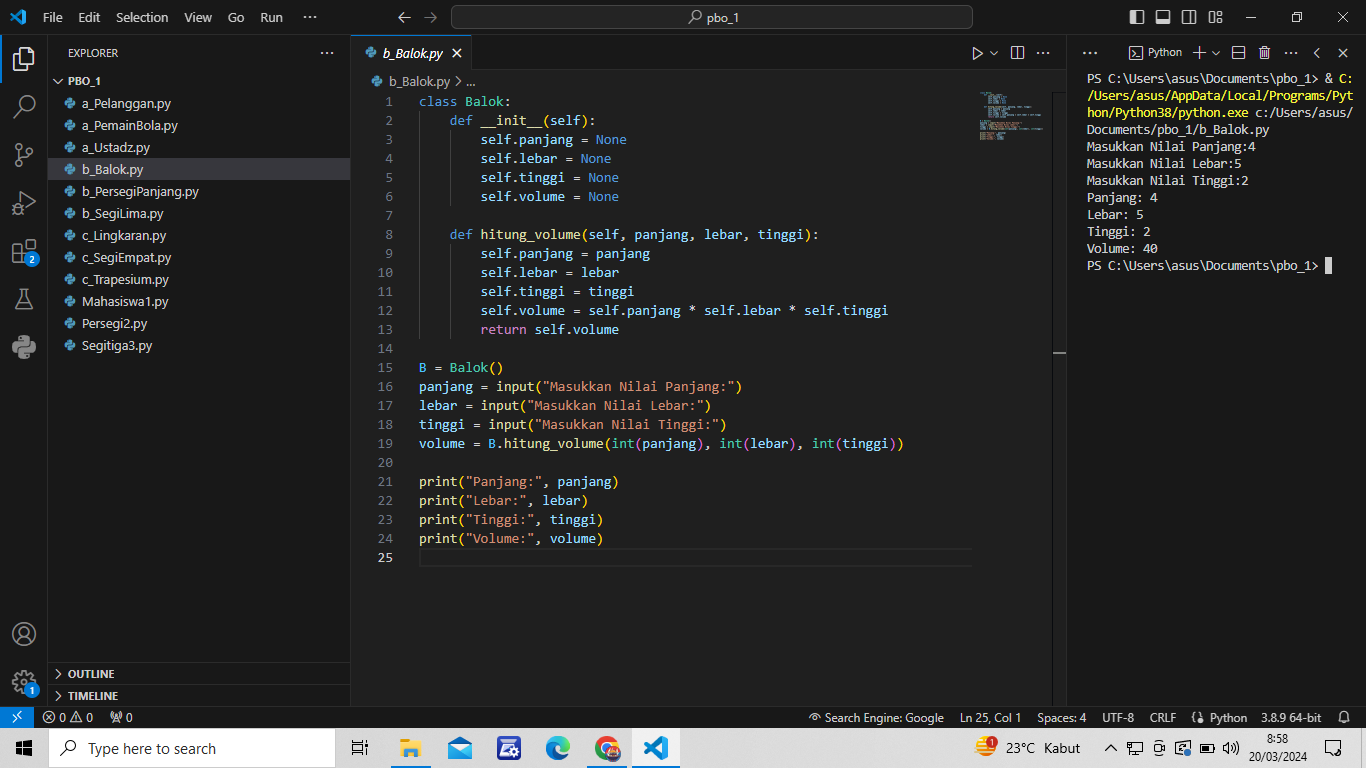 File Edit Selection View Go Run ···
pbo_1
EXPLORER
PBO_1
a_Pelanggan.py
a_PemainBola.py
a_Ustadz.py
b_Balok.py
b_PersegiPanjang.py
b_SegiLima.py
c_Lingkaran.py
c_SegiEmpat.py
c_Trapesium.py
Mahasiswa1.py
Persegi2.py
Segitiga3.py
OUTLINE
TIMELINE
2
1
b_Balok.py
b_Balok.py > ...
1 class Balok:
2 def __init__(self):
3 self.panjang = None
4 self.lebar = None
5 self.tinggi = None
6 self.volume = None
7
8 def hitung_volume(self, panjang, lebar, tinggi):
9 self.panjang = panjang
10 self.lebar = lebar
11 self.tinggi = tinggi
12 self.volume = self.panjang * self.lebar * self.tinggi
13 return self.volume
14
15 B = Balok()
16 panjang = input("Masukkan Nilai Panjang:")
17 lebar = input("Masukkan Nilai Lebar:")
18 tinggi = input("Masukkan Nilai Tinggi:")
19 volume = B.hitung_volume(int(panjang), int(lebar), int(tinggi))
20
21 print("Panjang:", panjang)
22 print("Lebar:", lebar)
23 print("Tinggi:", tinggi)
24 print("Volume:", volume)
25
Python
PS C:\Users\asus\Documents\pbo_1> & C:
/Users/asus/AppData/Local/Programs/Pyt
hon/Python38/python.exe c:/Users/asus/
Documents/pbo_1/b_Balok.py
Masukkan Nilai Panjang:4
Masukkan Nilai Lebar:5
Masukkan Nilai Tinggi:2
Panjang: 4
Lebar: 5
Tinggi: 2
Volume: 40
PS C:\Users\asus\Documents\pbo_1>
0 0 0
Search Engine: Google Ln 25, Col 1 Spaces: 4 UTF-8 CRLF Python 3.8.9 64-bit
Type here to search
23°C Kabut
8:58
20/03/2024